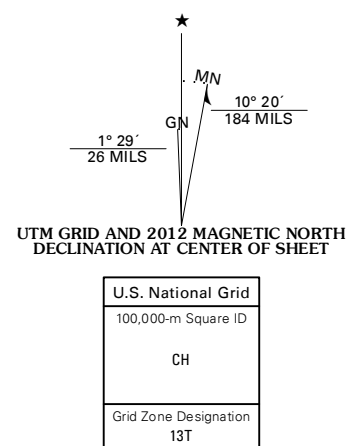 MN
10° 20´
184 MILS
GN
1° 29´
26 MILS
UTM GRID AND 2012 MAGNETIC NORTH
DECLINATION AT CENTER OF SHEET
U.S. National Grid
100,000-m Square ID
CH
Grid Zone Designation
13T